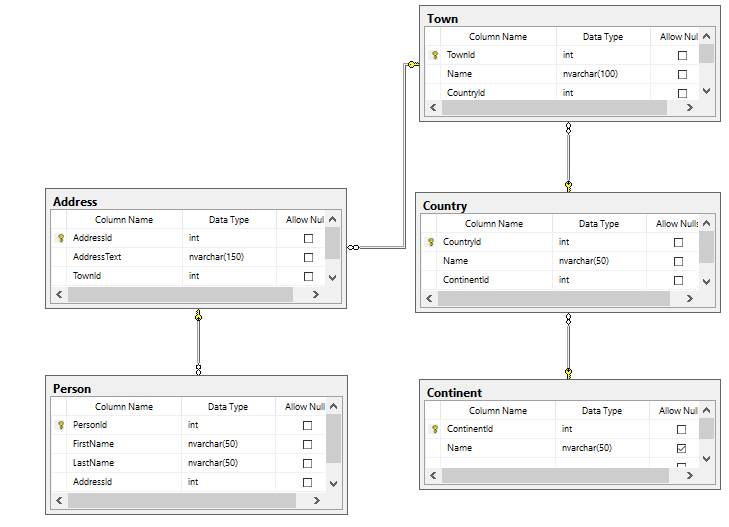 Town
Column Name Data Type Allow Nul
TownId int
Name nvarchar(100)
CountryId int
Address
Column Name Data Type Allow Nul
AddressId int
AddressText nvarchar(150)
TownId int
Country
Column Name Data Type Allow Nulls
CountryId int
Name nvarchar(50)
ContinentId int
Person
Column Name Data Type Allow Null
PersonId int
FirstName nvarchar(50)
LastName nvarchar(50)
AddressId int
Continent
Column Name Data Type Allow Nul
ContinentId int
Name nvarchar(50)